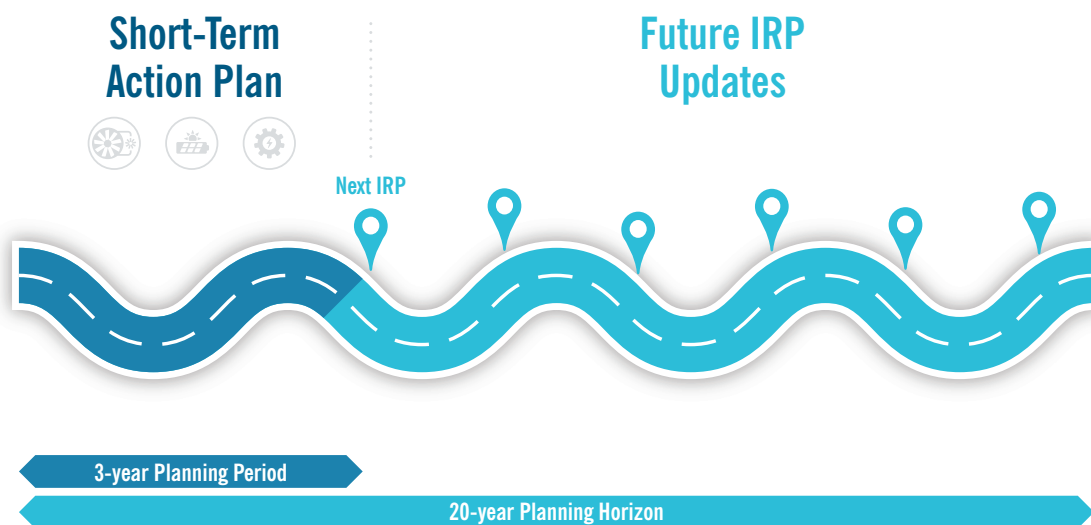 Short-Term
Action Plan
Future IRP
Updates
Next IRP
3-year Planning Period
20-year Planning Horizon